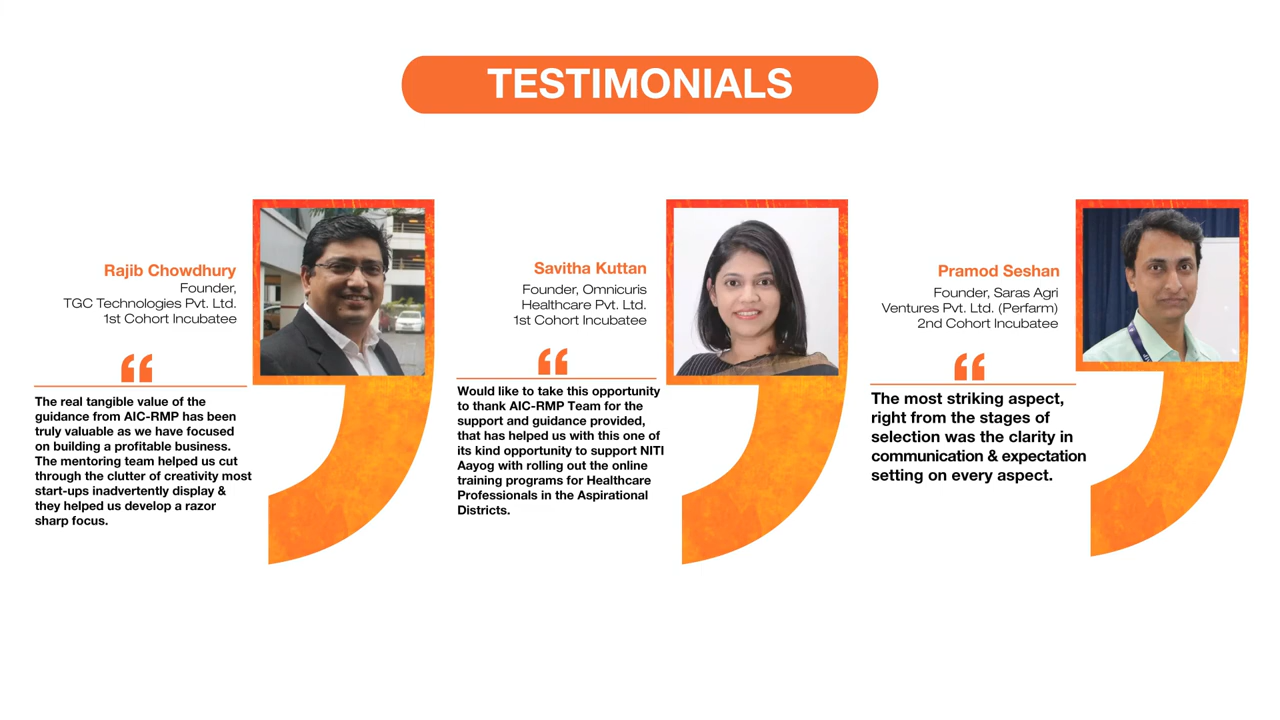 TESTIMONIALS
Rajib Chowdhury
Founder,
TGC Technologies Pvt. Ltd.
1st Cohort Incubatee
The real tangible value of the
guidance from AIC-RMP has been
truly valuable as we have focused
on building a profitable business.
The mentoring team helped us cut
through the clutter of creativity most
start-ups inadvertently display &
they helped us develop a razor
sharp focus.
Savitha Kuttan
Founder, Omnicuris
Healthcare Pvt. Ltd.
1st Cohort Incubatee
Would like to take this opportunity
to thank AIC-RMP Team for the
support and guidance provided,
that has helped us with this one of
its kind opportunity to support NITI
Aayog with rolling out the online
training programs for Healthcare
Professionals in the Aspirational
Districts.
Pramod Seshan
Founder, Saras Agri
Ventures Pvt. Ltd. (Perfarm)
2nd Cohort Incubatee
The most striking aspect,
right from the stages of
selection was the clarity in
communication & expectation
setting on every aspect.